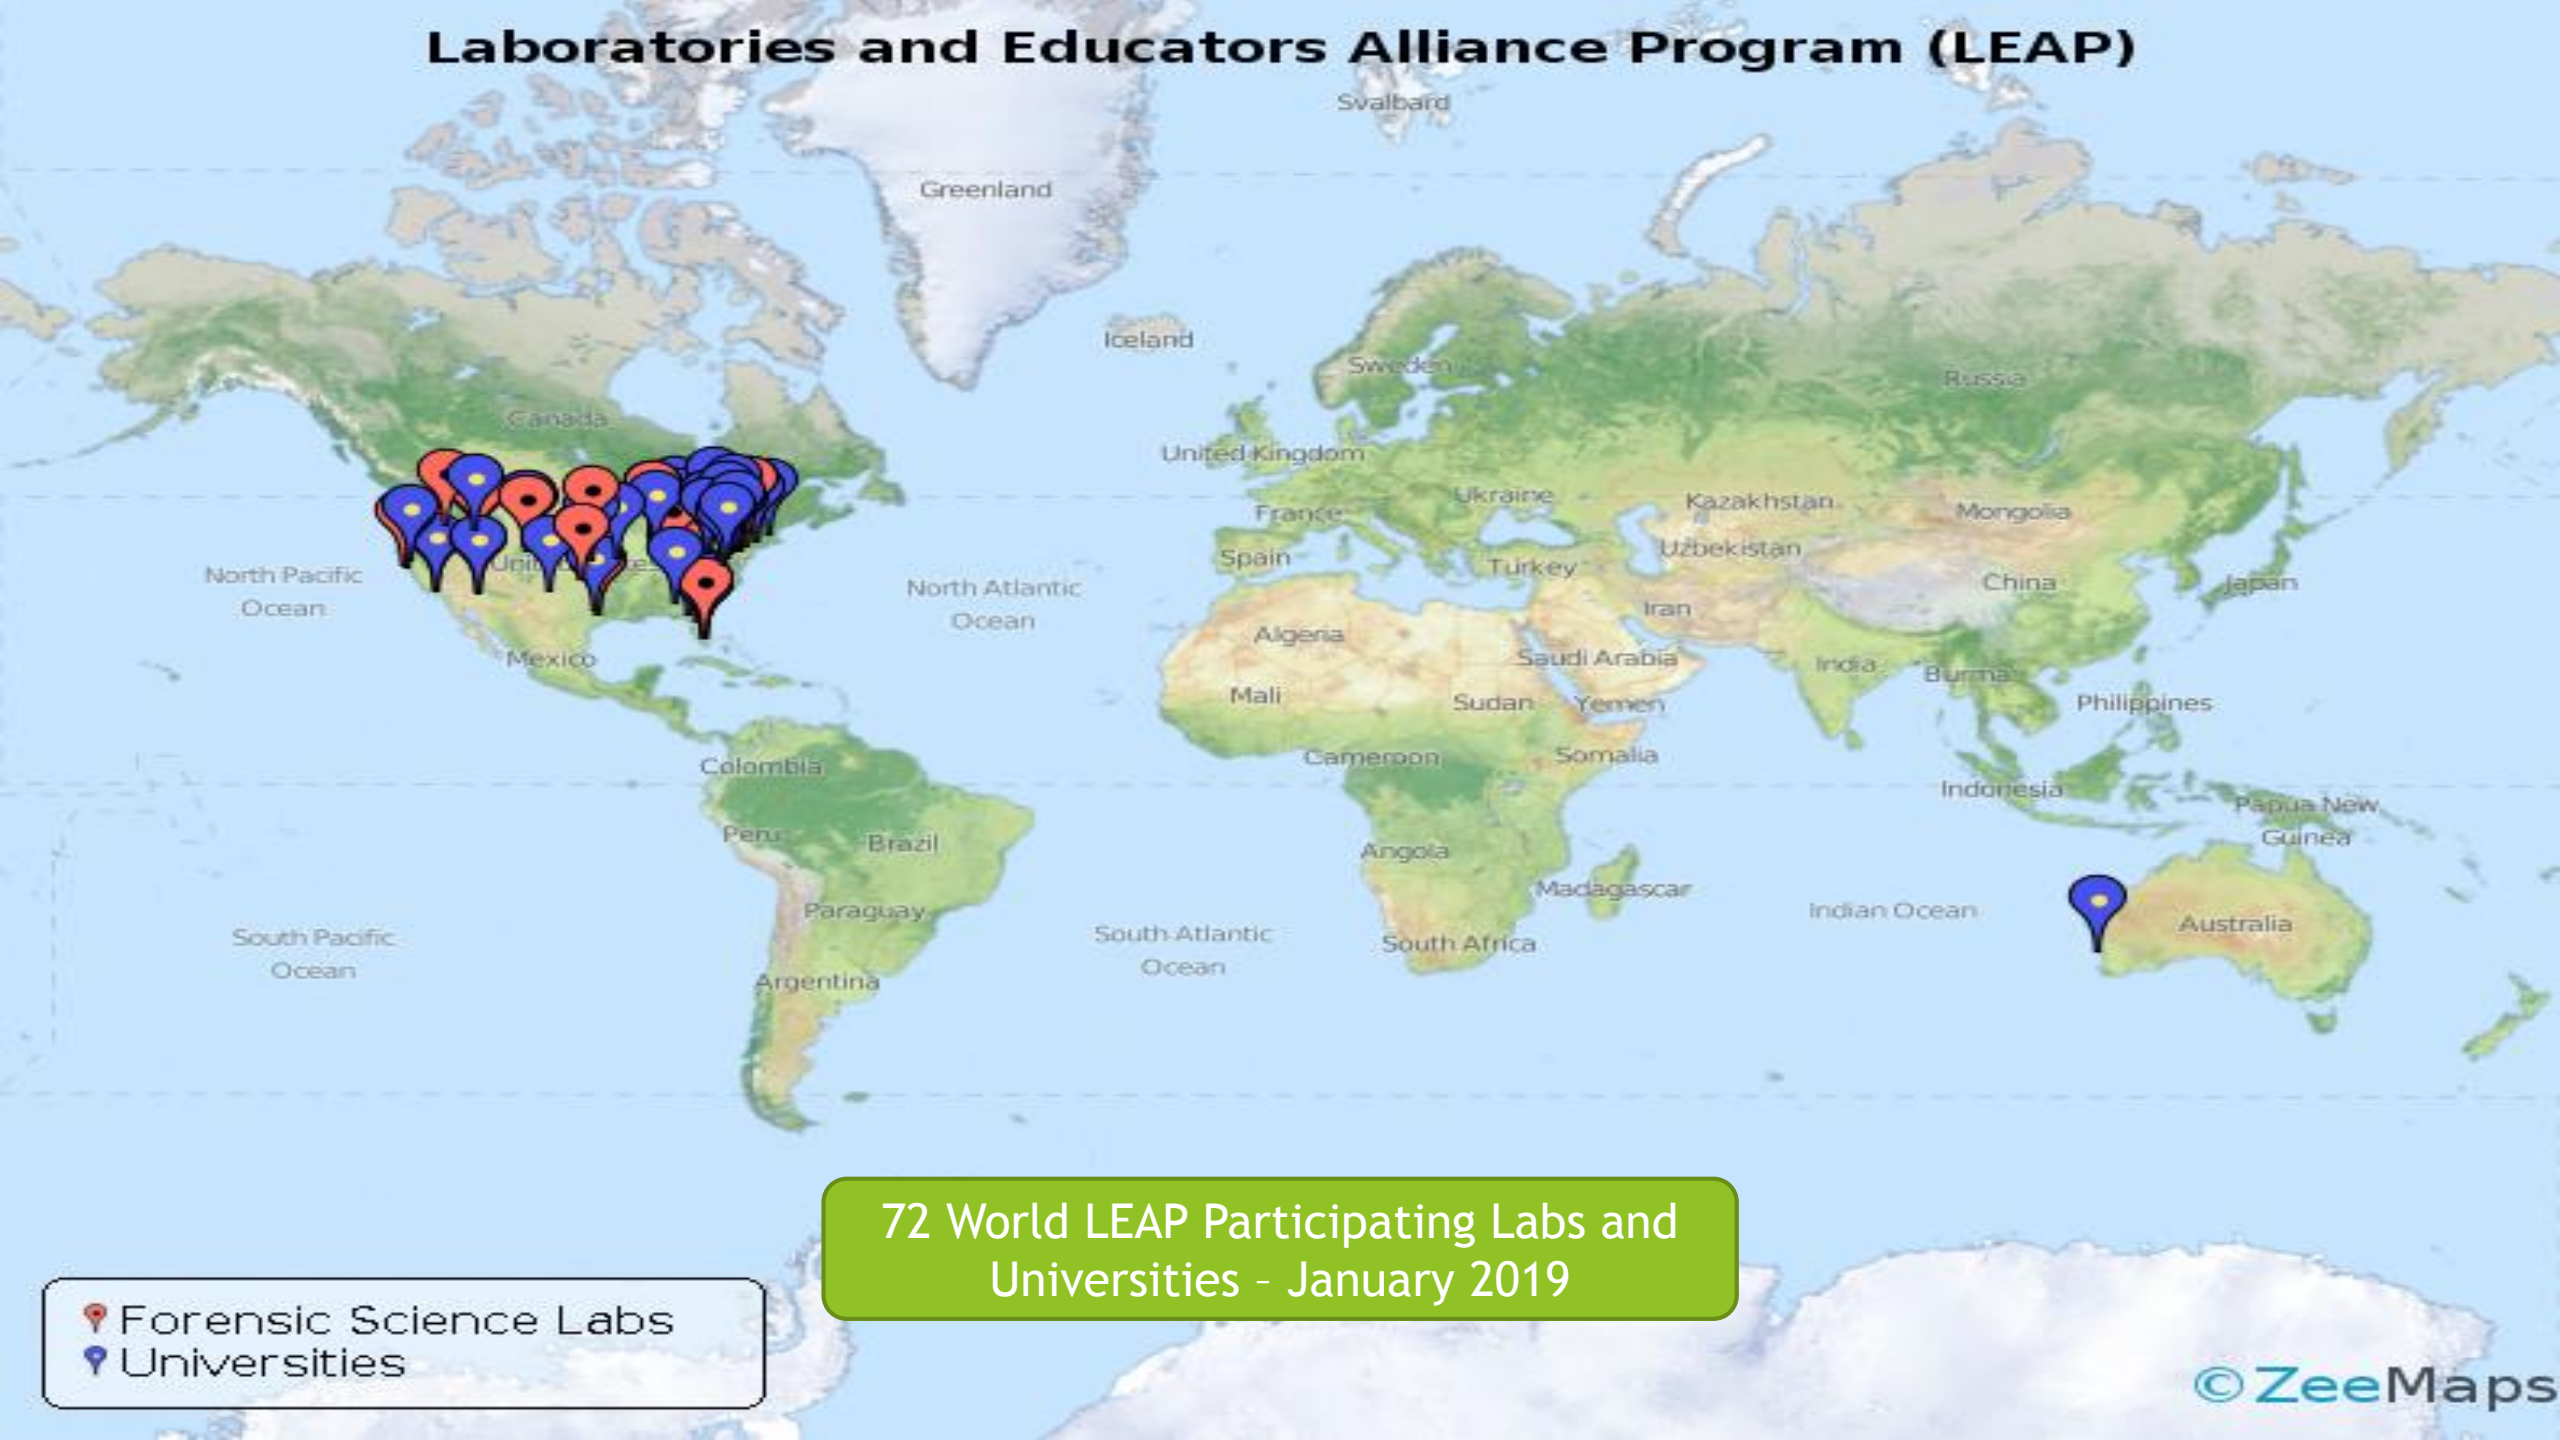 Laboratories and Educators Alliance Program (LEAP)
Svalbard
Greenland
Iceland
Sweden
Russia
Canada
United Kingdom
Ukraine
Kazakhstan
Mongolia
France
Uzbekistan
Spain
Turkey
China
Japan
North Pacific
Ocean
North Atlantic
Ocean
Iran
Algeria
Mexico
Saudi Arabia
India
Burma
Mali
Sudan
Yemen
Philippines
Cameroon
Somalia
Colombia
Indonesia
Papua New
Guinea
Peru
Brazil
Angola
Madagascar
Paraguay
Indian Ocean
Australia
South Pacific
Ocean
South Atlantic
Ocean
South Africa
Argentina
72 World LEAP Participating Labs and
Universities – January 2019
Forensic Science Labs
Universities
©ZeeMaps